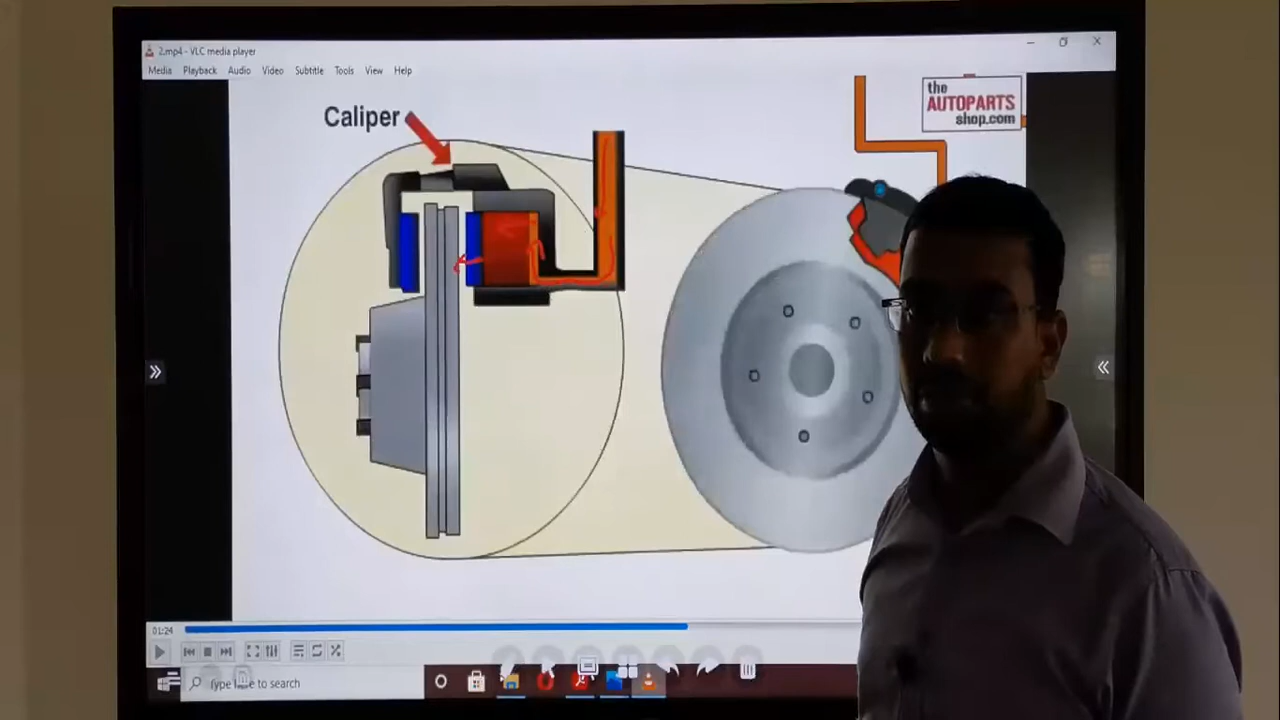 2.mp4 - VLC media player
Media Playback Audio Video Subtitle Tools View Help
Caliper
the
AUTOPARTS
shop.com
01:24
Type here to search